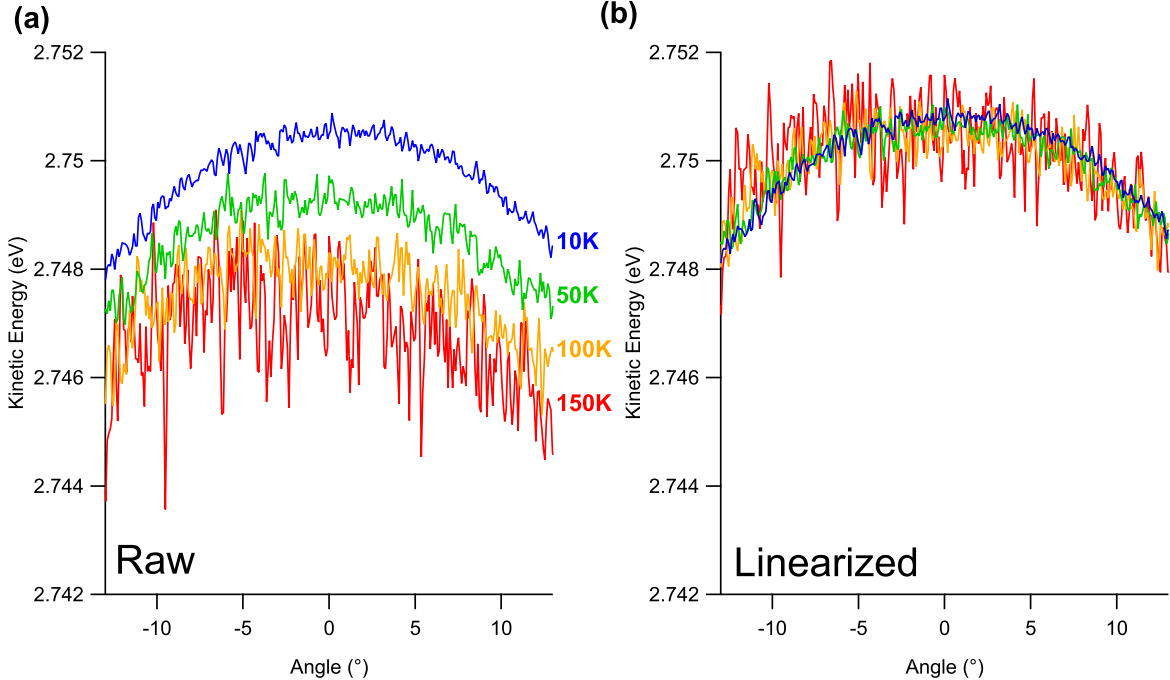 (a)
2.752
2.75
2.748
2.746
2.744
2.742
Kinetic Energy (eV)
10K
50K
100K
150K
Raw
-10 -5 0 5 10
Angle (°)
(b)
2.752
2.75
2.748
2.746
2.744
2.742
Kinetic Energy (eV)
Linearized
-10 -5 0 5 10
Angle (°)